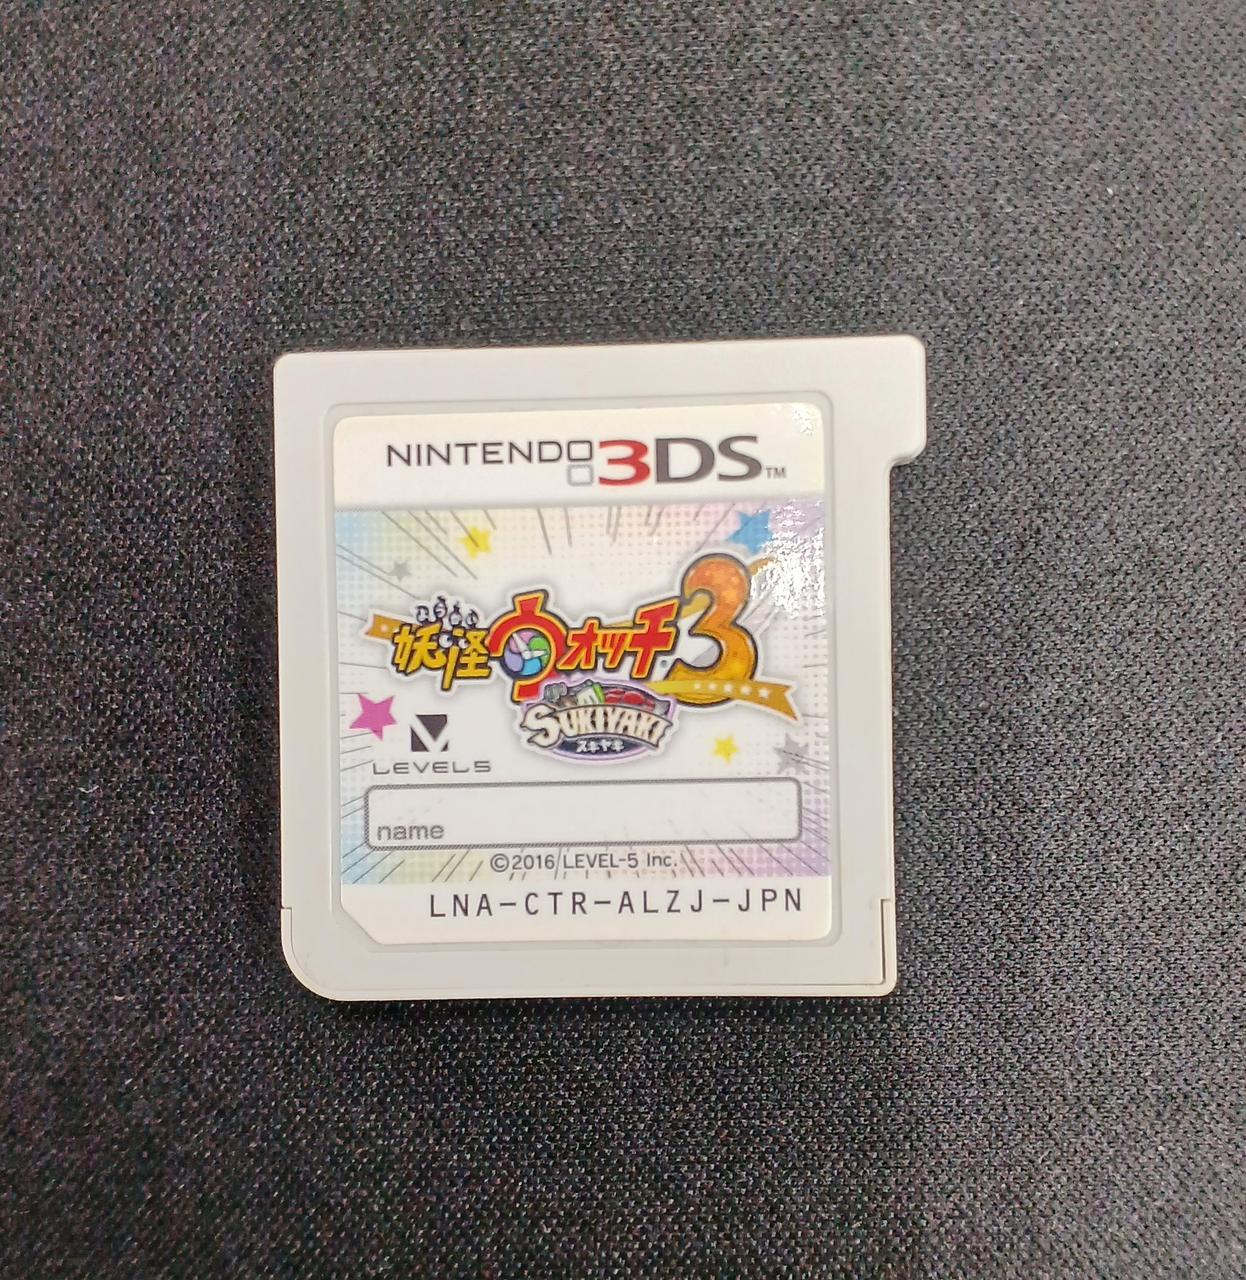 NINTENDO 3DS™
妖怪ウォッチ3
SUKIYAKI
スキヤキ
LEVEL5
name
©2016 LEVEL-5 Inc.
LNA-CTR-ALZJ-JPN